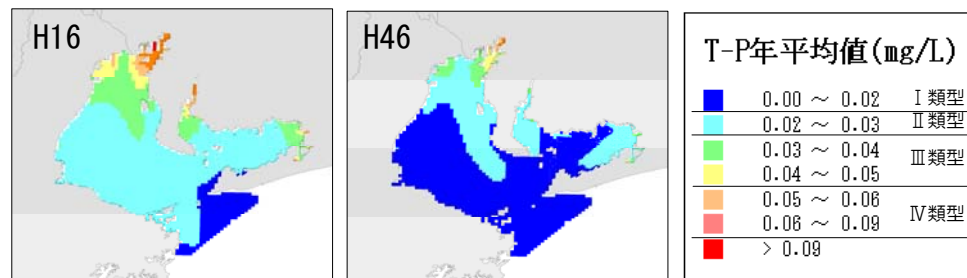 H16
H46
T-P年平均値(mg/L)
0.00 ～ 0.02 Ⅰ類型
0.02 ～ 0.03 Ⅱ類型
0.03 ～ 0.04
Ⅲ類型
0.04 ～ 0.05
0.05 ～ 0.06
Ⅳ類型
0.06 ～ 0.09
> 0.09